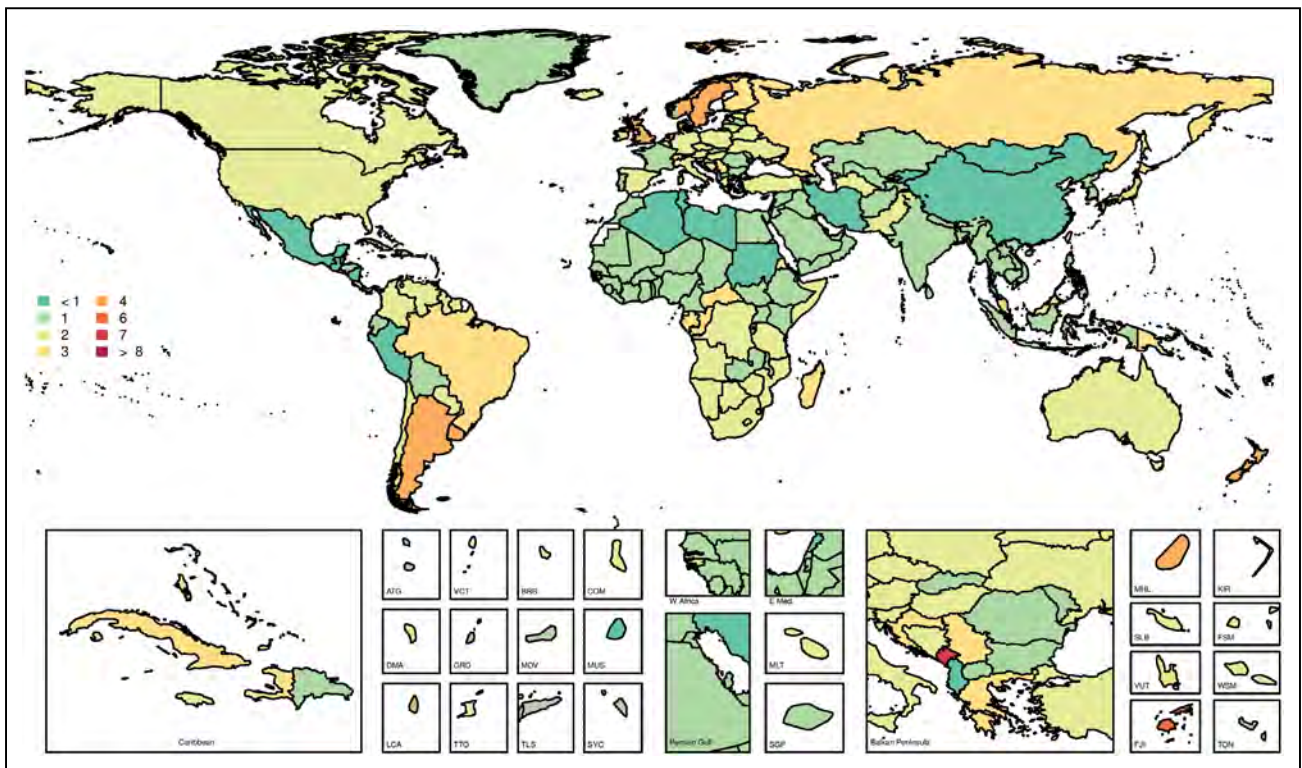 < 1
1
2
3
4
6
7
> 8
Caribbean
ATG
VCT
BRB
COM
DMA
GRD
MDV
MUS
LCA
TTO
TLS
SYC
W Africa
E Med.
Persian Gulf
MLT
SGP
Balkan Peninsula
MHL
KIR
SLB
FSM
VUT
WSM
FJI
TON